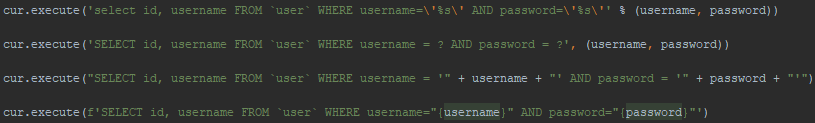 cur.execute('select id, username FROM `user` WHERE username=\'%s\' AND password=\'%s\'' % (username, password))
cur.execute('SELECT id, username FROM `user` WHERE username = ? AND password = ?', (username, password))
cur.execute("SELECT id, username FROM `user` WHERE username = '" + username + "' AND password = '" + password + "'")
cur.execute(f'SELECT id, username FROM `user` WHERE username="{username}" AND password="{password}"')